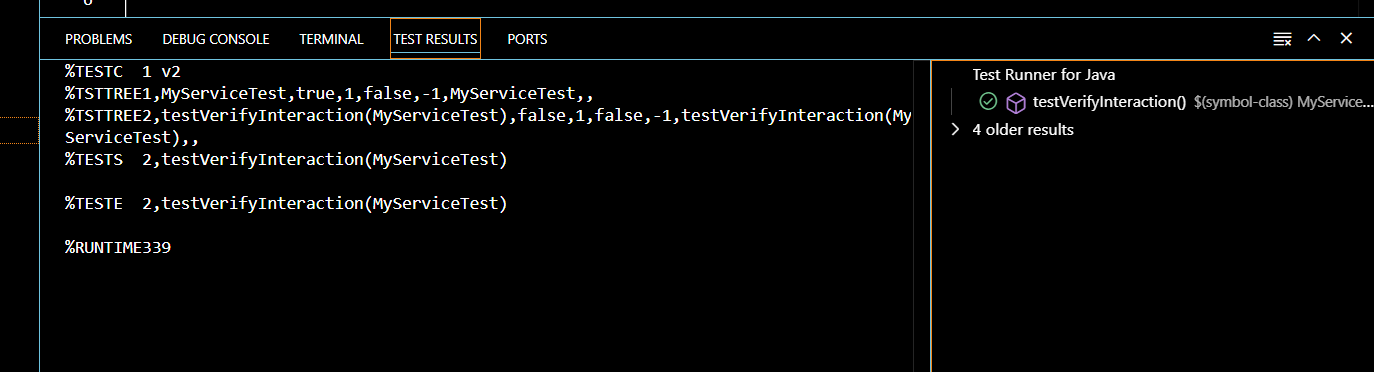 PROBLEMS DEBUG CONSOLE TERMINAL TEST RESULTS PORTS
%TESTC  1 v2
%TSTTREE1,MyServiceTest,true,1,false,-1,MyServiceTest,,
%TSTTREE2,testVerifyInteraction(MyServiceTest),false,1,false,-1,testVerifyInteraction(My
ServiceTest),,
%TESTS  2,testVerifyInteraction(MyServiceTest)
%TESTE  2,testVerifyInteraction(MyServiceTest)
%RUNTIME339
Test Runner for Java
testVerifyInteraction() $(symbol-class) MyService...
4 older results